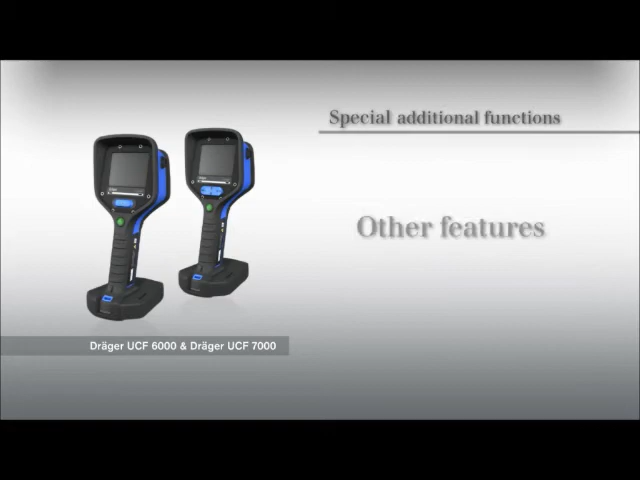 Special additional functions
Other features
Dräger UCF 6000 & Dräger UCF 7000